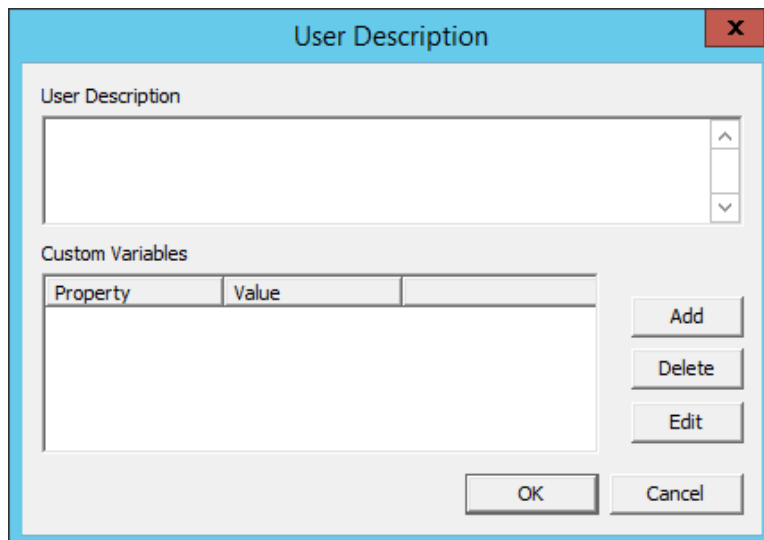 User Description
x
User Description
Custom Variables
Property Value
Add
Delete
Edit
OK Cancel